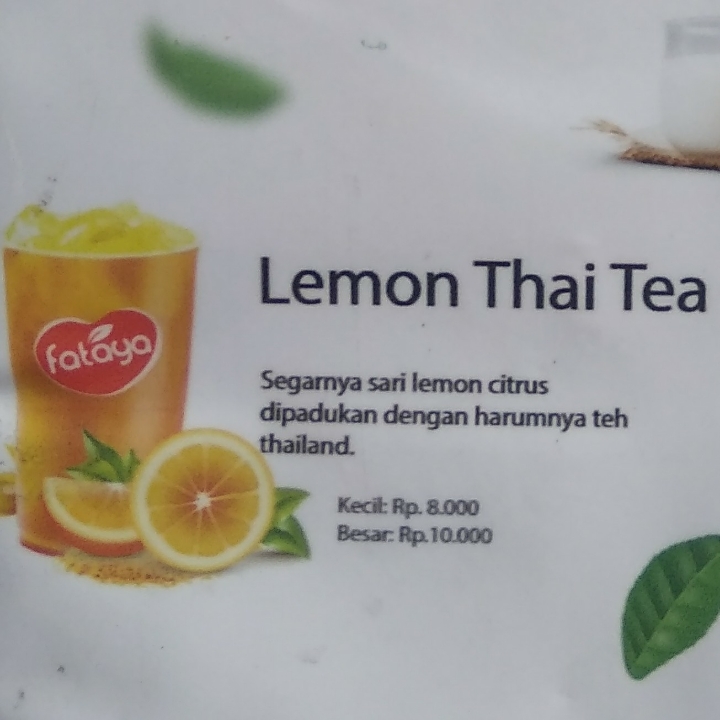 Lemon Thai Tea
fataya
Segarnya sari lemon citrus
dipadukan dengan harumnya teh
thailand.
Kecil: Rp. 8.000
Besar: Rp.10.000